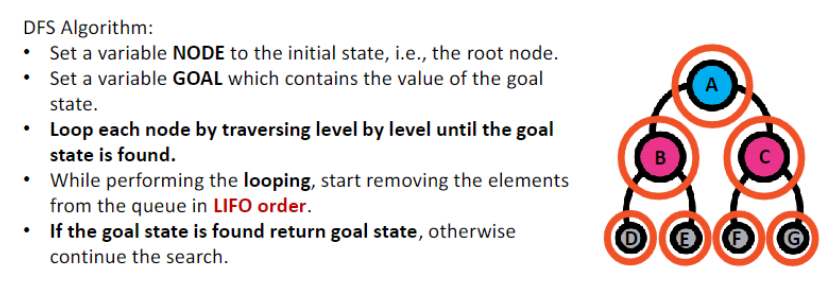 DFS Algorithm:
• Set a variable NODE to the initial state, i.e., the root node.
• Set a variable GOAL which contains the value of the goal
state.
• Loop each node by traversing level by level until the goal
state is found.
• While performing the looping, start removing the elements
from the queue in LIFO order.
• If the goal state is found return goal state, otherwise
continue the search.
A
B C
D E F G